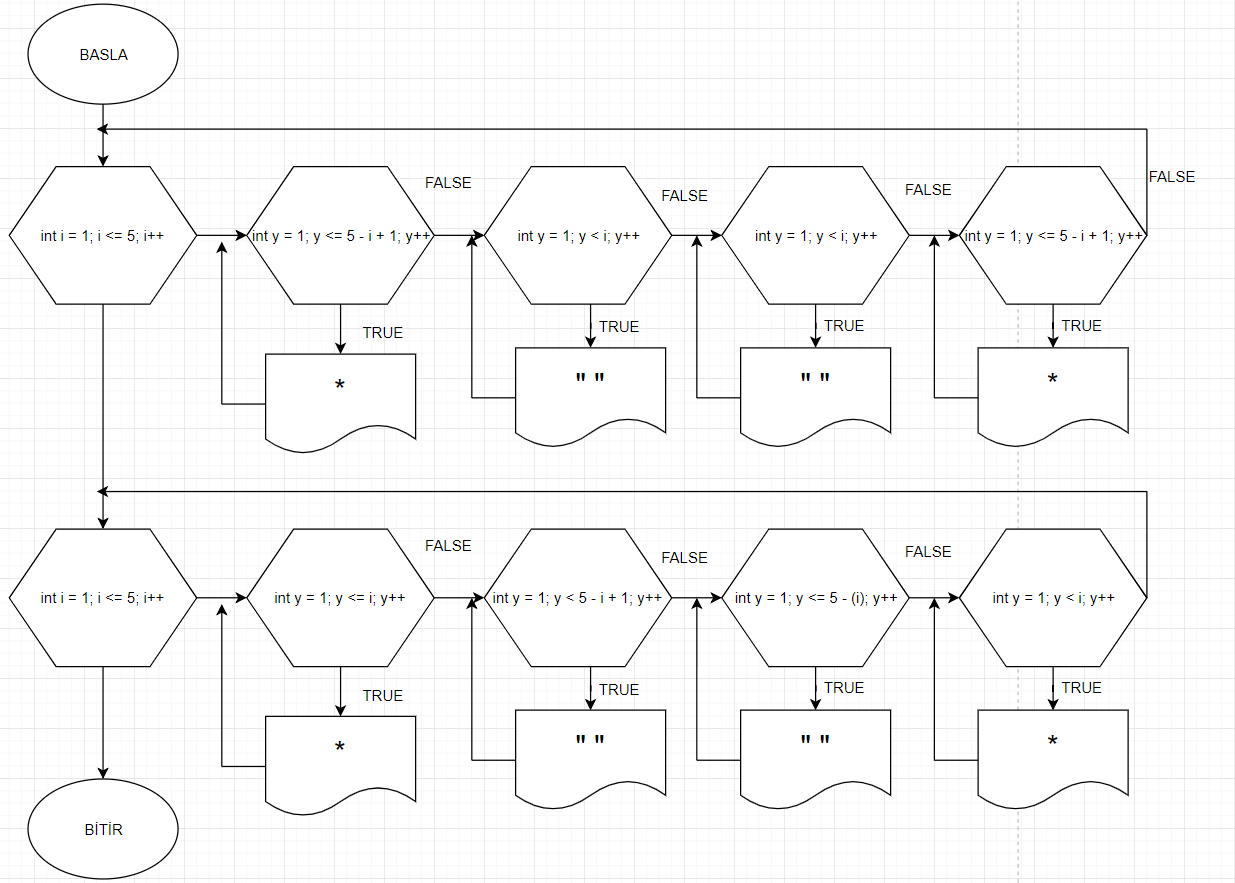 BASLA
FALSE
FALSE
FALSE
FALSE
int i = 1; i <= 5; i++
int y = 1; y <= 5 - i + 1; y++
int y = 1; y < i; y++
int y = 1; y < i; y++
int y = 1; y <= 5 - i + 1; y++
TRUE
TRUE
TRUE
TRUE
*
" "
" "
*
FALSE
FALSE
FALSE
int i = 1; i <= 5; i++
int y = 1; y <= i; y++
int y = 1; y < 5 - i + 1; y++
int y = 1; y <= 5 - (i); y++
int y = 1; y < i; y++
TRUE
TRUE
TRUE
TRUE
*
" "
" "
*
BİTİR